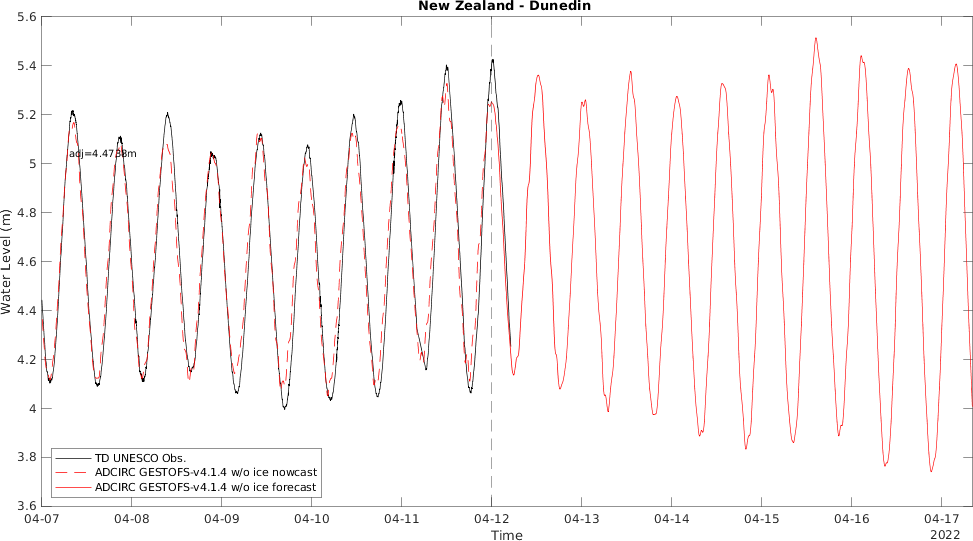 New Zealand - Dunedin
5.6
5.4
5.2
5
4.8
4.6
4.4
4.2
4
3.8
3.6
Water Level (m)
adj=4.4738m
TD UNESCO Obs.
ADCIRC GESTOFS-v4.1.4 w/o ice nowcast
ADCIRC GESTOFS-v4.1.4 w/o ice forecast
04-07 04-08 04-09 04-10 04-11 04-12 04-13 04-14 04-15 04-16 04-17
Time
2022